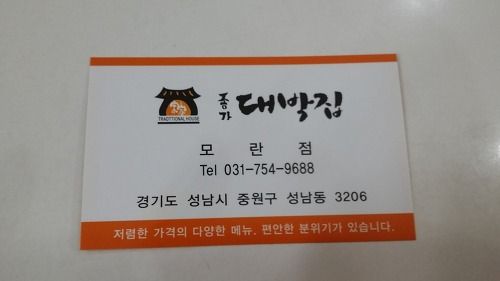 종가 대박집
TRADTITIONAL HOUSE
모 란 점
Tel 031-754-9688
경기도 성남시 중원구 성남동 3206
저렴한 가격의 다양한 메뉴, 편안한 분위기가 있습니다.